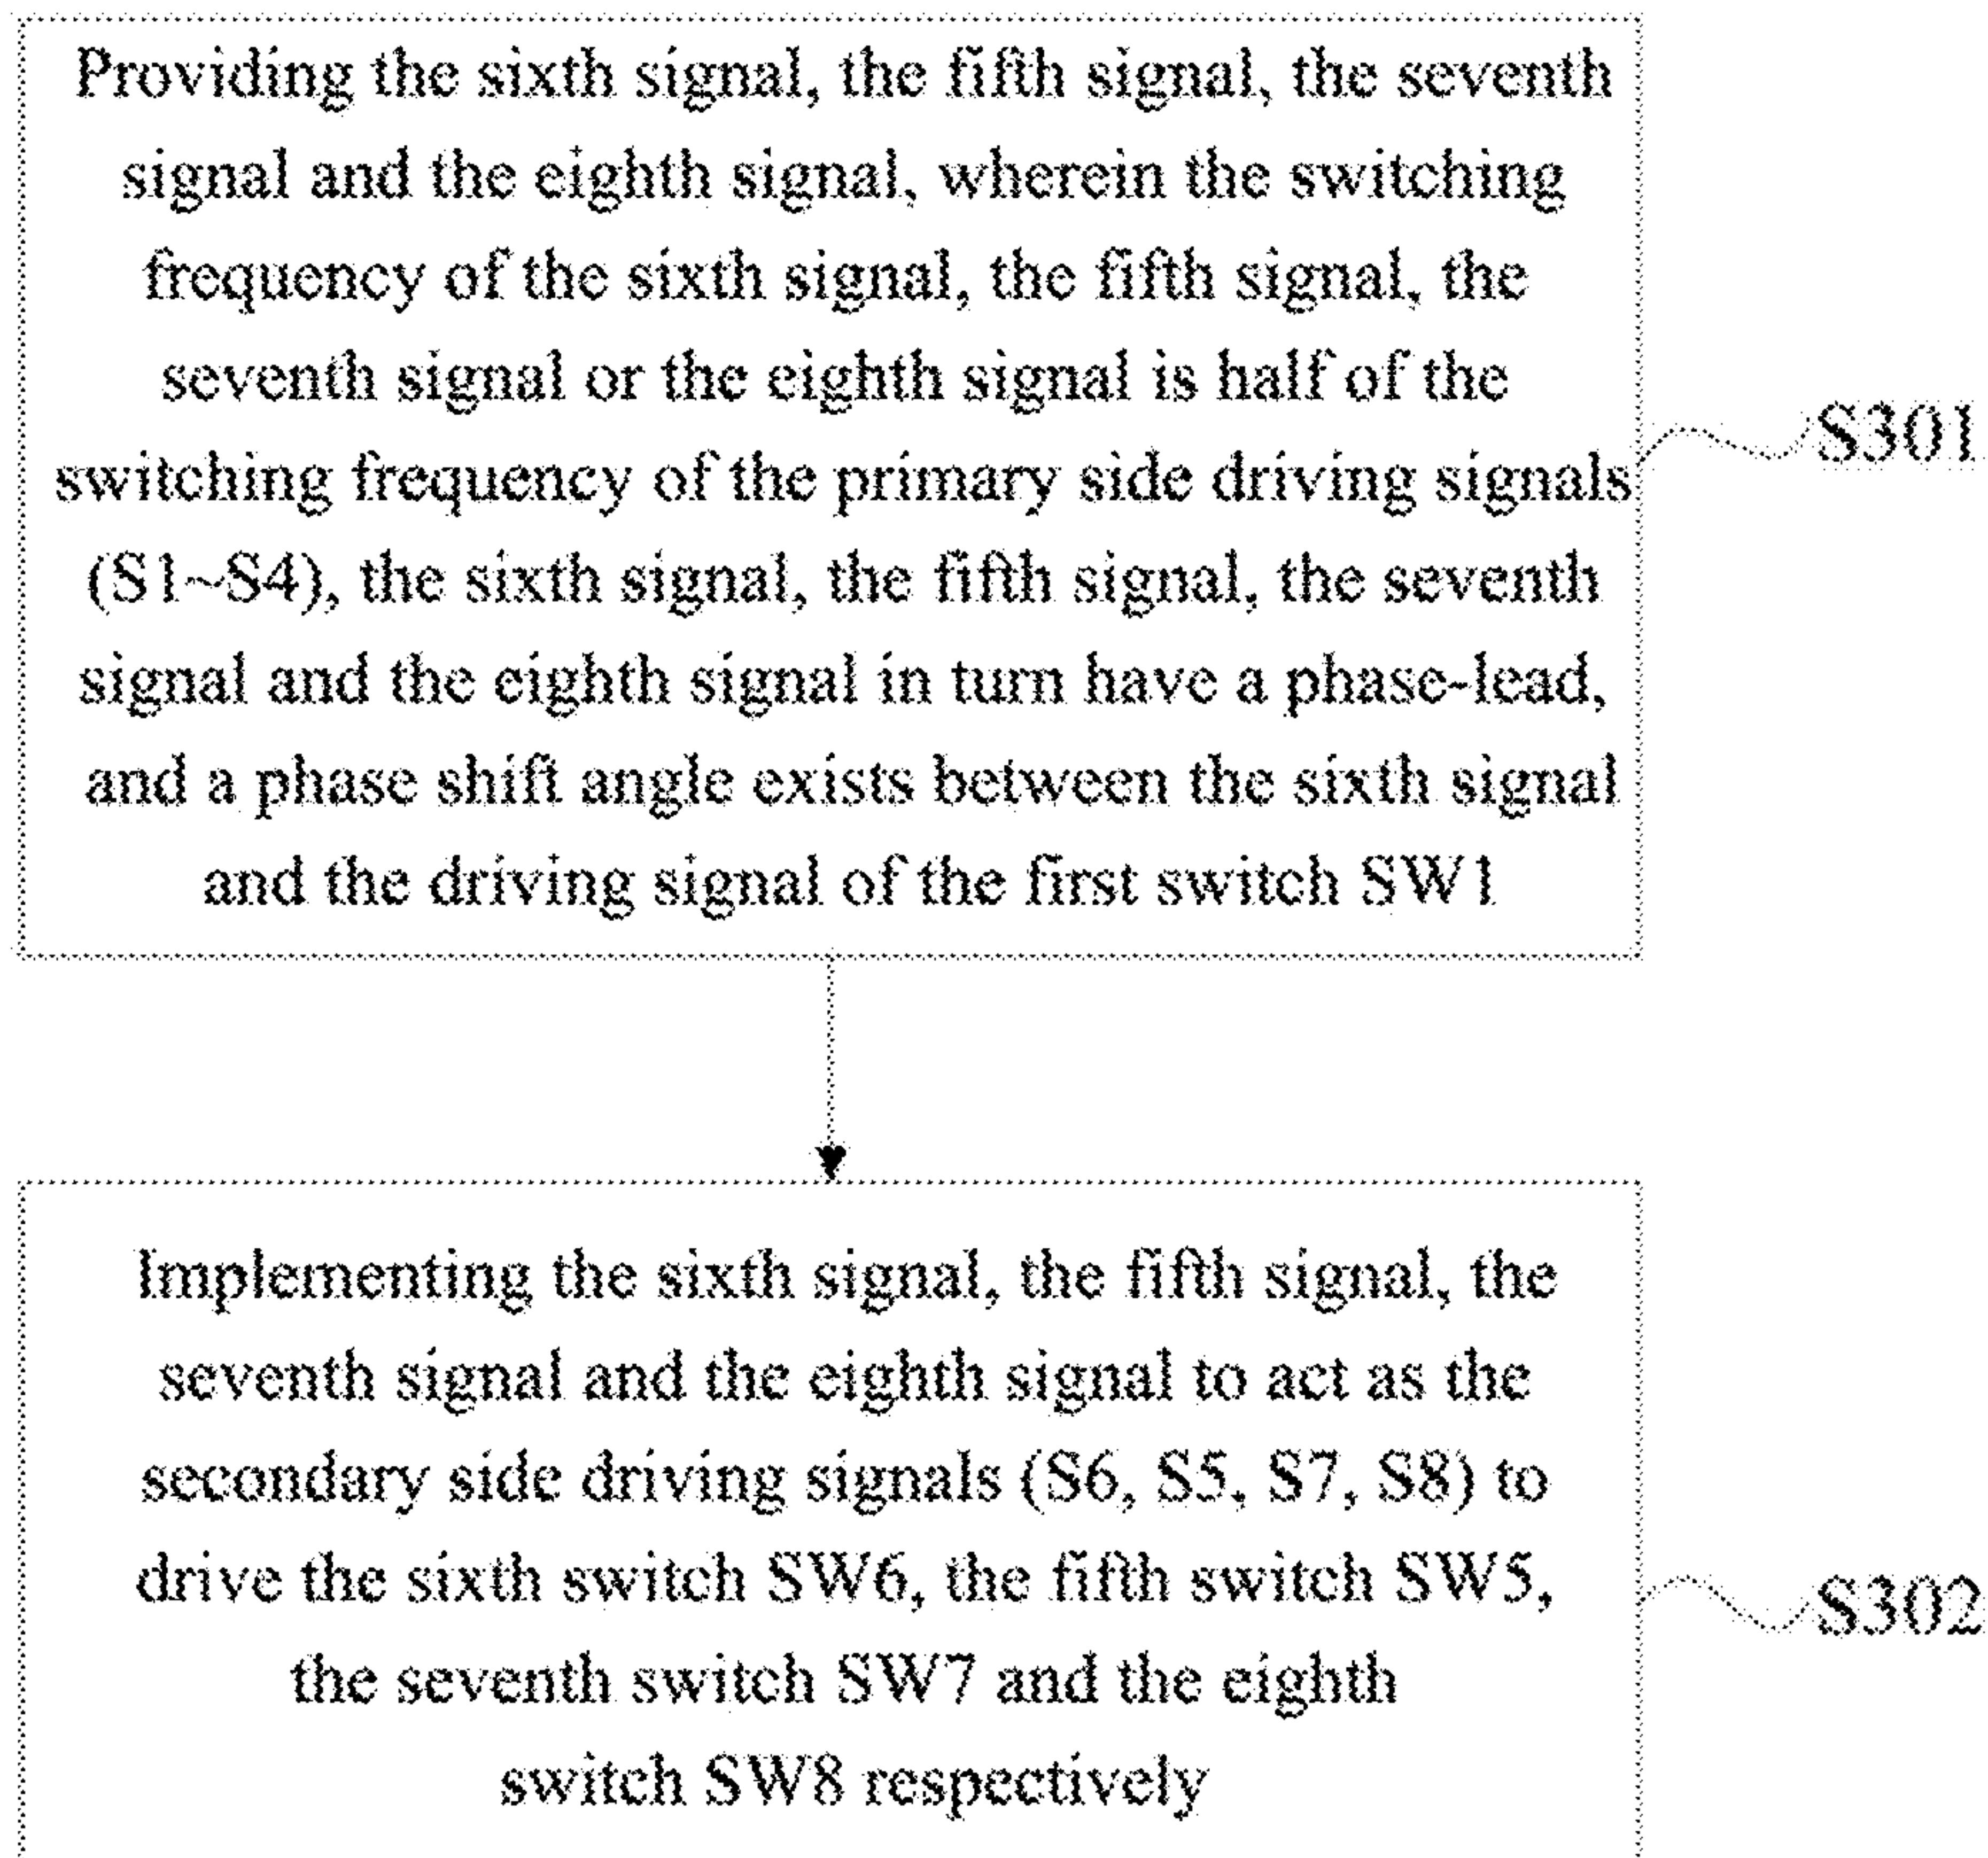 Providing the sixth signal, the fifth signal, the seventh
signal and the eighth signal, wherein the switching
frequency of the sixth signal, the fifth signal, the
seventh signal or the eighth signal is half of the
switching frequency of the primary side driving signals
(S1~S4), the sixth signal, the fifth signal, the seventh
signal and the eighth signal in turn have a phase-lead,
and a phase shift angle exists between the sixth signal
and the driving signal of the first switch SW1
S301
Implementing the sixth signal, the fifth signal, the
seventh signal and the eighth signal to act as the
secondary side driving signals (S6, S5, S7, S8) to
drive the sixth switch SW6, the fifth switch SW5,
the seventh switch SW7 and the eighth
switch SW8 respectively
S302